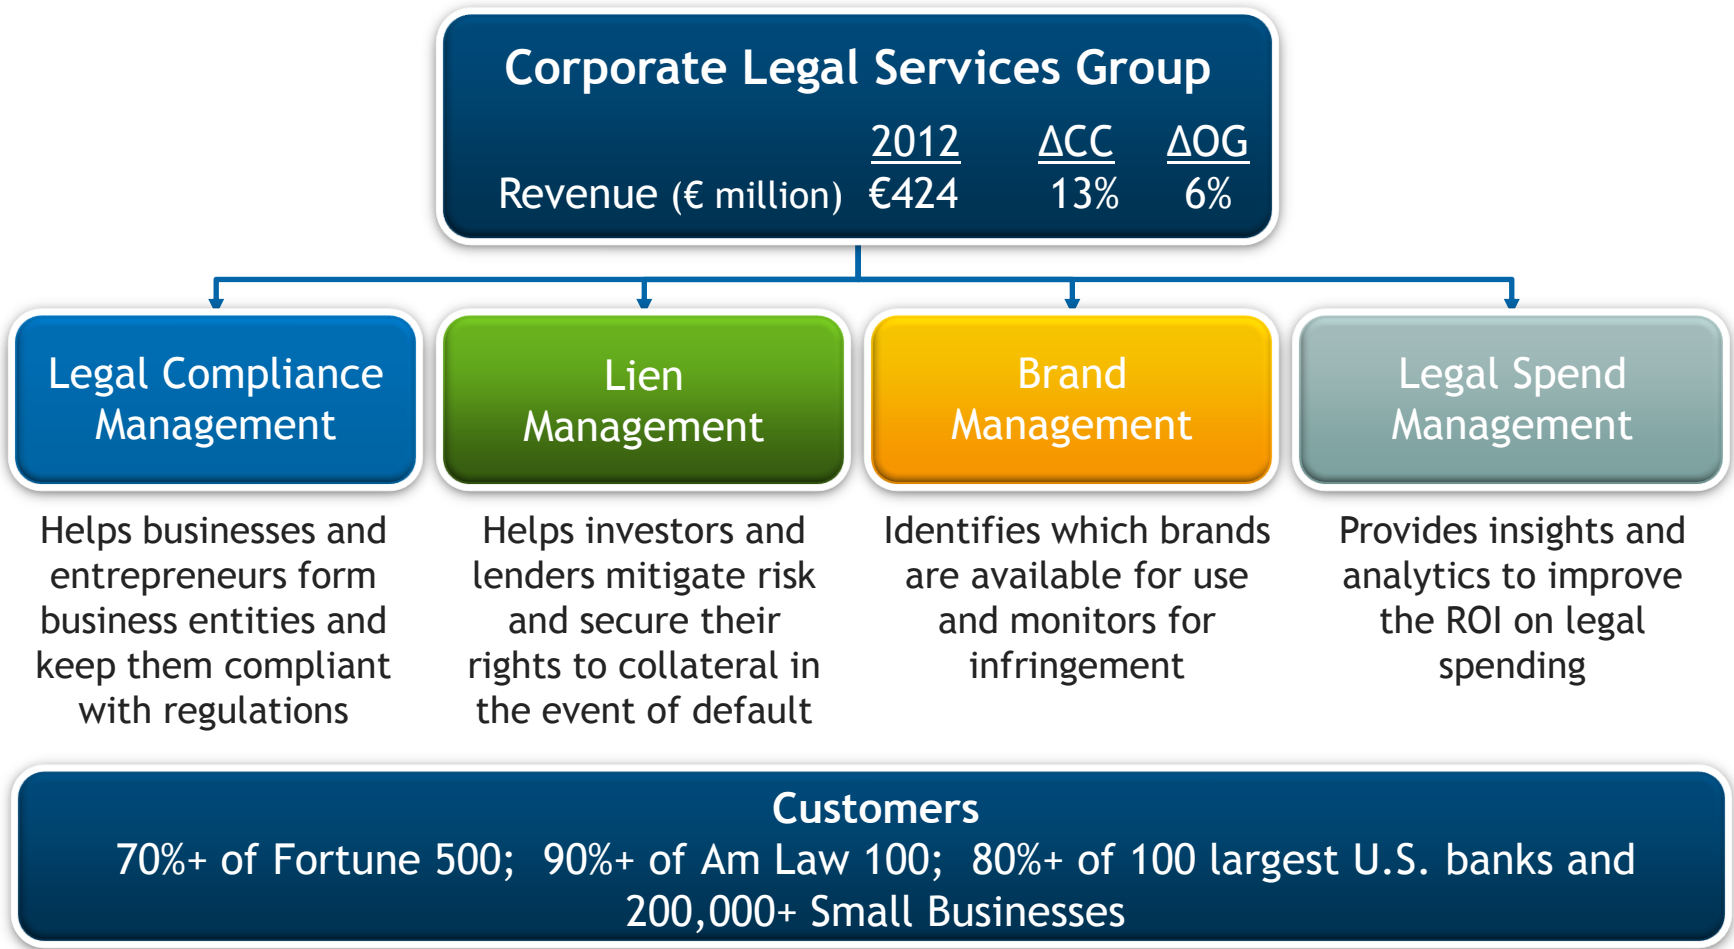 Corporate Legal Services Group
2012 ΔCC ΔOG
Revenue (€ million) €424 13% 6%
Legal Compliance
Management
Lien
Management
Brand
Management
Legal Spend
Management
Helps businesses and
entrepreneurs form
business entities and
keep them compliant
with regulations
Helps investors and
lenders mitigate risk
and secure their
rights to collateral in
the event of default
Identifies which brands
are available for use
and monitors for
infringement
Provides insights and
analytics to improve
the ROI on legal
spending
Customers
70%+ of Fortune 500; 90%+ of Am Law 100; 80%+ of 100 largest U.S. banks and
200,000+ Small Businesses